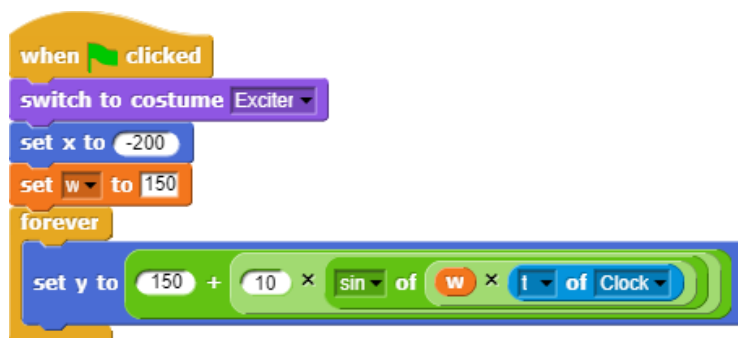 when clicked
switch to costume Exciter
set x to -200
set w to 150
forever
set y to 150 + 10 × sin of w × t of Clock